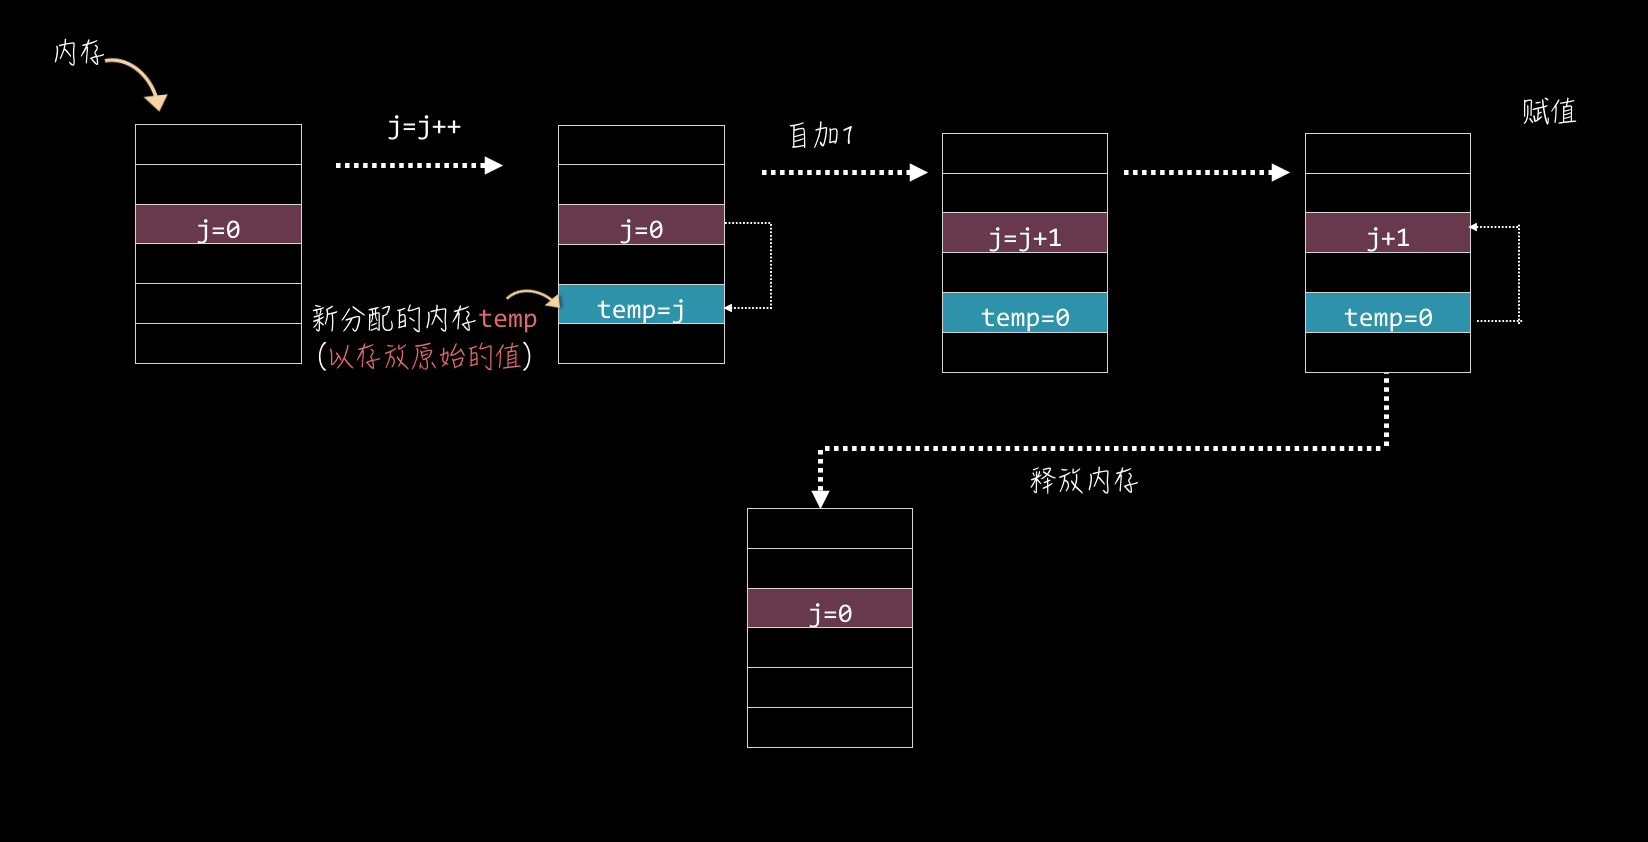 内存
j=j++
自加1
赋值
j=0
j=0
j=j+1
j+1
新分配的内存temp
(以存放原始的值)
temp=j
temp=0
temp=0
释放内存
j=0